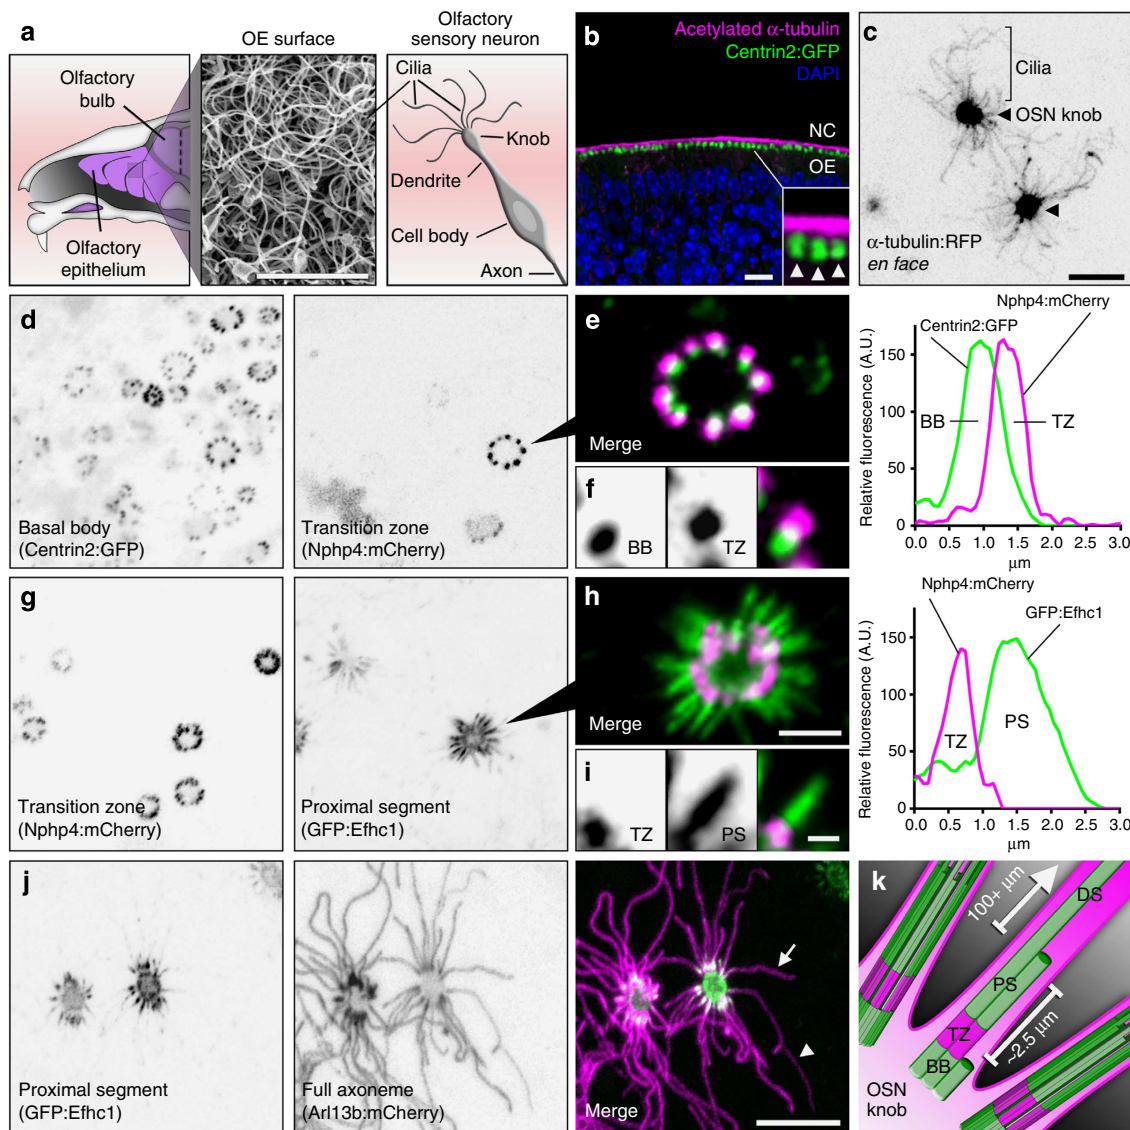 a
OE surface
Olfactory
sensory neuron
Olfactory
bulb
Olfactory
epithelium
Cilia
Knob
Dendrite
Cell body
Axon
b
Acetylated α-tubulin
Centrin2:GFP
DAPI
NC
OE
c
Cilia
OSN knob
α-tubulin:RFP
en face
d
Basal body
(Centrin2:GFP)
Transition zone
(Nphp4:mCherry)
e
Merge
f
BB
TZ
Nphp4:mCherry
Centrin2:GFP
Relative fluorescence (A.U.)
150
100
50
0
BB
TZ
0.0 0.5 1.0 1.5 2.0 2.5 3.0
μm
g
Transition zone
(Nphp4:mCherry)
Proximal segment
(GFP:Efhc1)
h
Merge
i
TZ
PS
Nphp4:mCherry
GFP:Efhc1
Relative fluorescence (A.U.)
150
100
50
0
TZ
PS
0.0 0.5 1.0 1.5 2.0 2.5 3.0
μm
j
Proximal segment
(GFP:Efhc1)
Full axoneme
(Arl13b:mCherry)
Merge
k
100+ μm
DS
PS
TZ
~2.5 μm
BB
OSN
knob